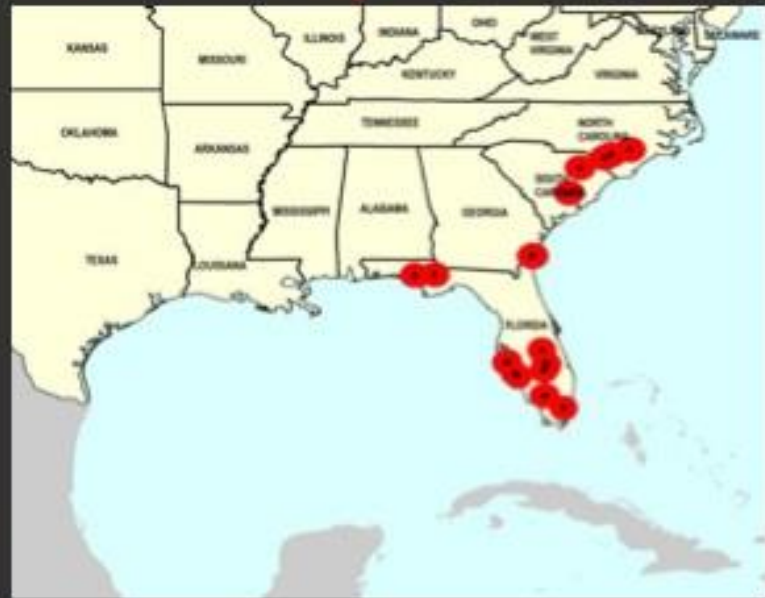 OHIO
ILLINOIS
INDIANA
WEST
VIRGINIA
DELAWARE
KANSAS
MISSOURI
KENTUCKY
VIRGINIA
OKLAHOMA
ARKANSAS
TENNESSEE
NORTH
CAROLINA
SOUTH
CAROLINA
MISSISSIPPI
ALABAMA
GEORGIA
TEXAS
LOUISIANA
FLORIDA